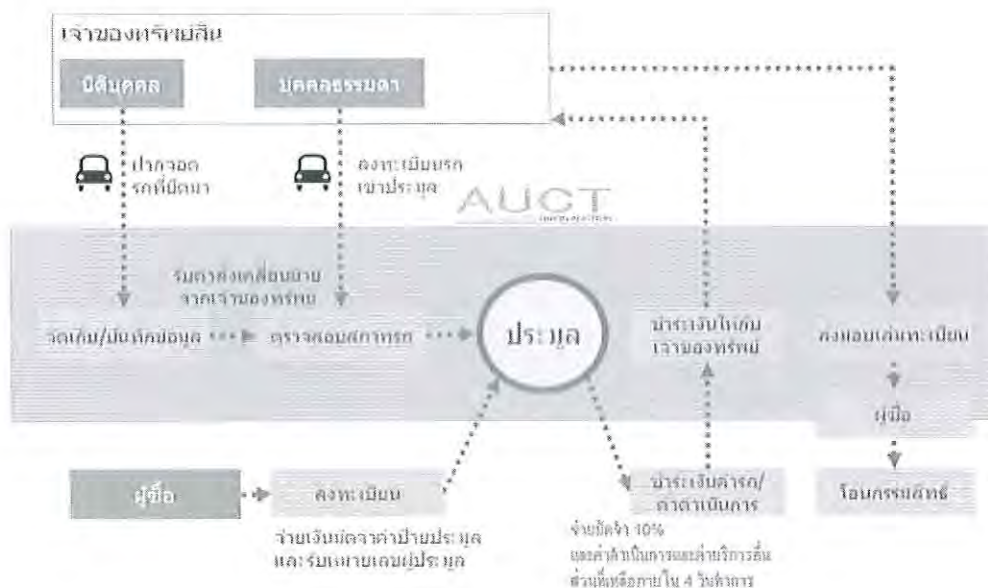 เจ้าของทรัพย์สิน
นิติบุคคล
บุคคลธรรมดา
ฝากจอด
รถที่ยึดมา
ลงทะเบียนรถ
เข้าประมูล
AUCT
รับคำสั่งเคลื่อนย้าย
จากเจ้าของทรัพย์
จัดเก็บ/บันทึกข้อมูล
ตรวจสอบสภาพรถ
ประมูล
ชำระเงินให้กับ
เจ้าของทรัพย์
ส่งมอบเล่มทะเบียน
ผู้ซื้อ
ผู้ซื้อ
ลงทะเบียน
ชำระเงินค่ารถ/
ค่าดำเนินการ
โอนกรรมสิทธิ์
จ่ายเงินมัดจำค่าป้ายประมูล
และรับหมายเลขผู้ประมูล
จ่ายมัดจำ 10%
และค่าดำเนินการและค่าบริการอื่น
ส่วนที่เหลือภายใน 4 วันทำการ